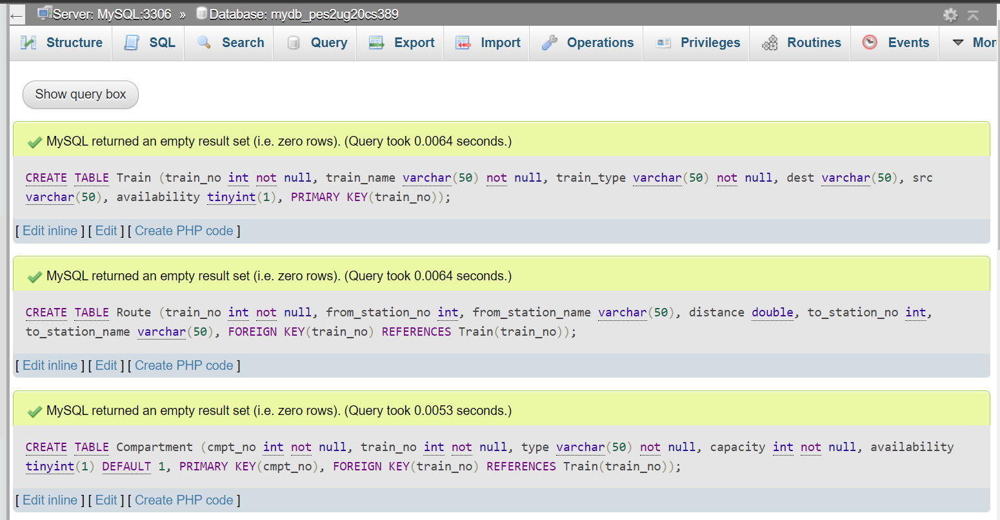 Server: MySQL:3306 » Database: mydb_pes2ug20cs389
Structure SQL Search Query Export Import Operations Privileges Routines Events Mor
Show query box
MySQL returned an empty result set (i.e. zero rows). (Query took 0.0064 seconds.)
CREATE TABLE Train (train_no int not null, train_name varchar(50) not null, train_type varchar(50) not null, dest varchar(50), src
varchar(50), availability tinyint(1), PRIMARY KEY(train_no));
[ Edit inline ] [ Edit ] [ Create PHP code ]
MySQL returned an empty result set (i.e. zero rows). (Query took 0.0064 seconds.)
CREATE TABLE Route (train_no int not null, from_station_no int, from_station_name varchar(50), distance double, to_station_no int,
to_station_name varchar(50), FOREIGN KEY(train_no) REFERENCES Train(train_no));
[ Edit inline ] [ Edit ] [ Create PHP code ]
MySQL returned an empty result set (i.e. zero rows). (Query took 0.0053 seconds.)
CREATE TABLE Compartment (cmpt_no int not null, train_no int not null, type varchar(50) not null, capacity int not null, availability
tinyint(1) DEFAULT 1, PRIMARY KEY(cmpt_no), FOREIGN KEY(train_no) REFERENCES Train(train_no));
[ Edit inline ] [ Edit ] [ Create PHP code ]